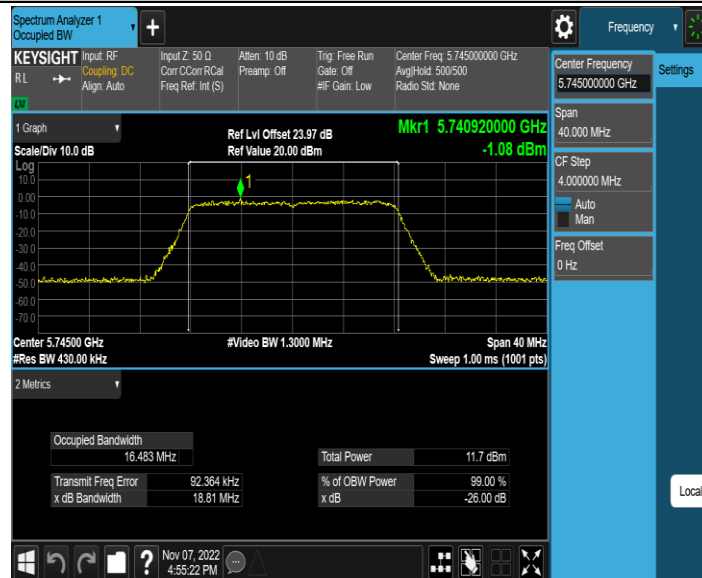 Spectrum Analyzer 1
Occupied BW
Frequency
KEYSIGHT
RL
Input: RF
Coupling: DC
Align: Auto
Input Z: 50 Ω
Corr CCorr RCal
Freq Ref: Int (S)
Atten: 10 dB
Preamp: Off
Trig: Free Run
Gate: Off
#IF Gain: Low
Center Freq: 5.745000000 GHz
Avg|Hold: 500/500
Radio Std: None
Center Frequency
5.745000000 GHz
Settings
Span
40.000 MHz
CF Step
4.000000 MHz
Auto
Man
Freq Offset
0 Hz
Local
1 Graph
Scale/Div 10.0 dB
Ref Lvl Offset 23.97 dB
Ref Value 20.00 dBm
Mkr1 5.740920000 GHz
-1.08 dBm
Log
10.0
0.00
-10.0
-20.0
-30.0
-40.0
-50.0
-60.0
-70.0
1
Center 5.74500 GHz
#Res BW 430.00 kHz
#Video BW 1.3000 MHz
Span 40 MHz
Sweep 1.00 ms (1001 pts)
2 Metrics
Occupied Bandwidth
16.483 MHz
Total Power 11.7 dBm
Transmit Freq Error 92.364 kHz
% of OBW Power 99.00 %
x dB Bandwidth 18.81 MHz
x dB -26.00 dB
Nov 07, 2022
4:55:22 PM